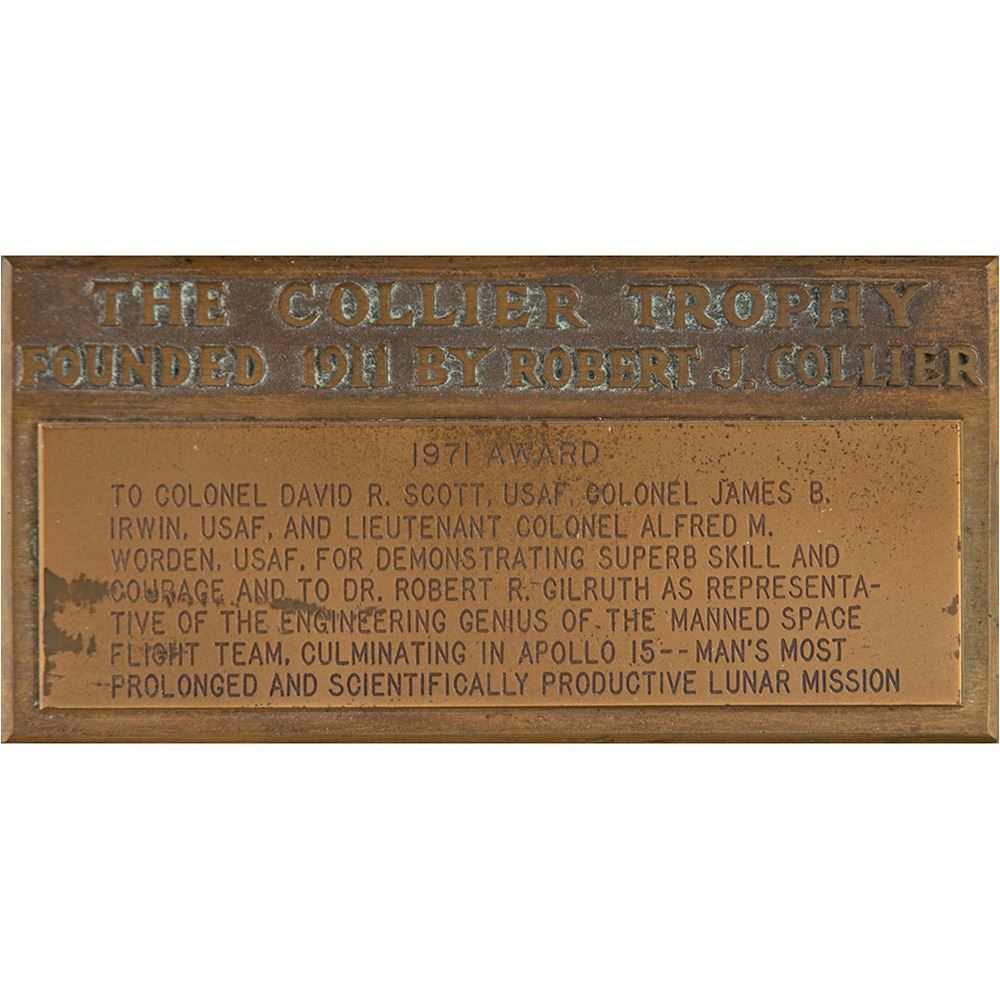 THE COLLIER TROPHY
FOUNDED 1911 BY ROBERT J. COLLIER
1971 AWARD
TO COLONEL DAVID R. SCOTT, USAF, COLONEL JAMES B.
IRWIN, USAF, AND LIEUTENANT COLONEL ALFRED M.
WORDEN, USAF, FOR DEMONSTRATING SUPERB SKILL AND
COURAGE AND TO DR. ROBERT R. GILRUTH AS REPRESENTA-
TIVE OF THE ENGINEERING GENIUS OF THE MANNED SPACE
FLIGHT TEAM, CULMINATING IN APOLLO 15--MAN'S MOST
PROLONGED AND SCIENTIFICALLY PRODUCTIVE LUNAR MISSION